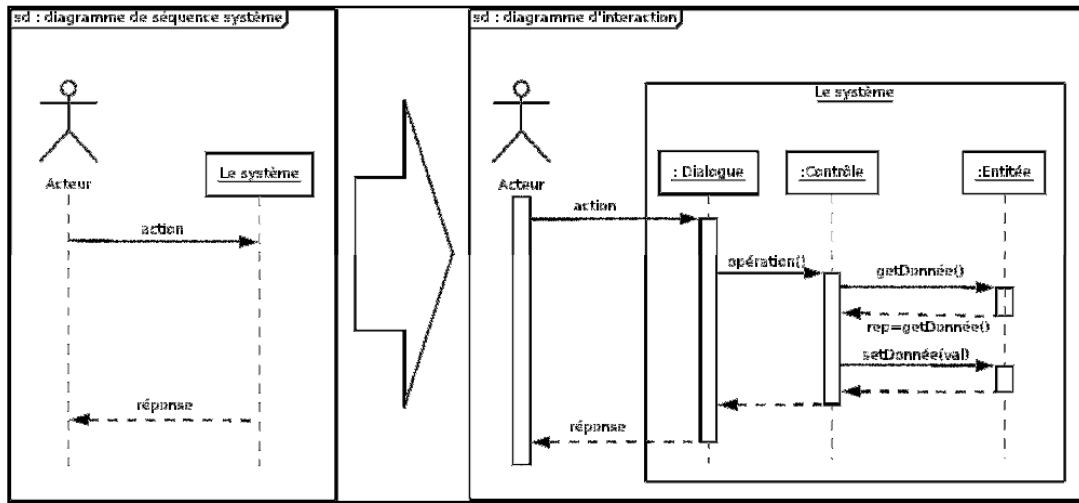 sd : diagramme de séquence système
Acteur
Le système
action
réponse
sd : diagramme d'interaction
Le système
Acteur
: Dialogue
:Contrôle
:Entitée
action
opération()
getDonnée()
rep=getDonnée()
setDonnée(val)
réponse